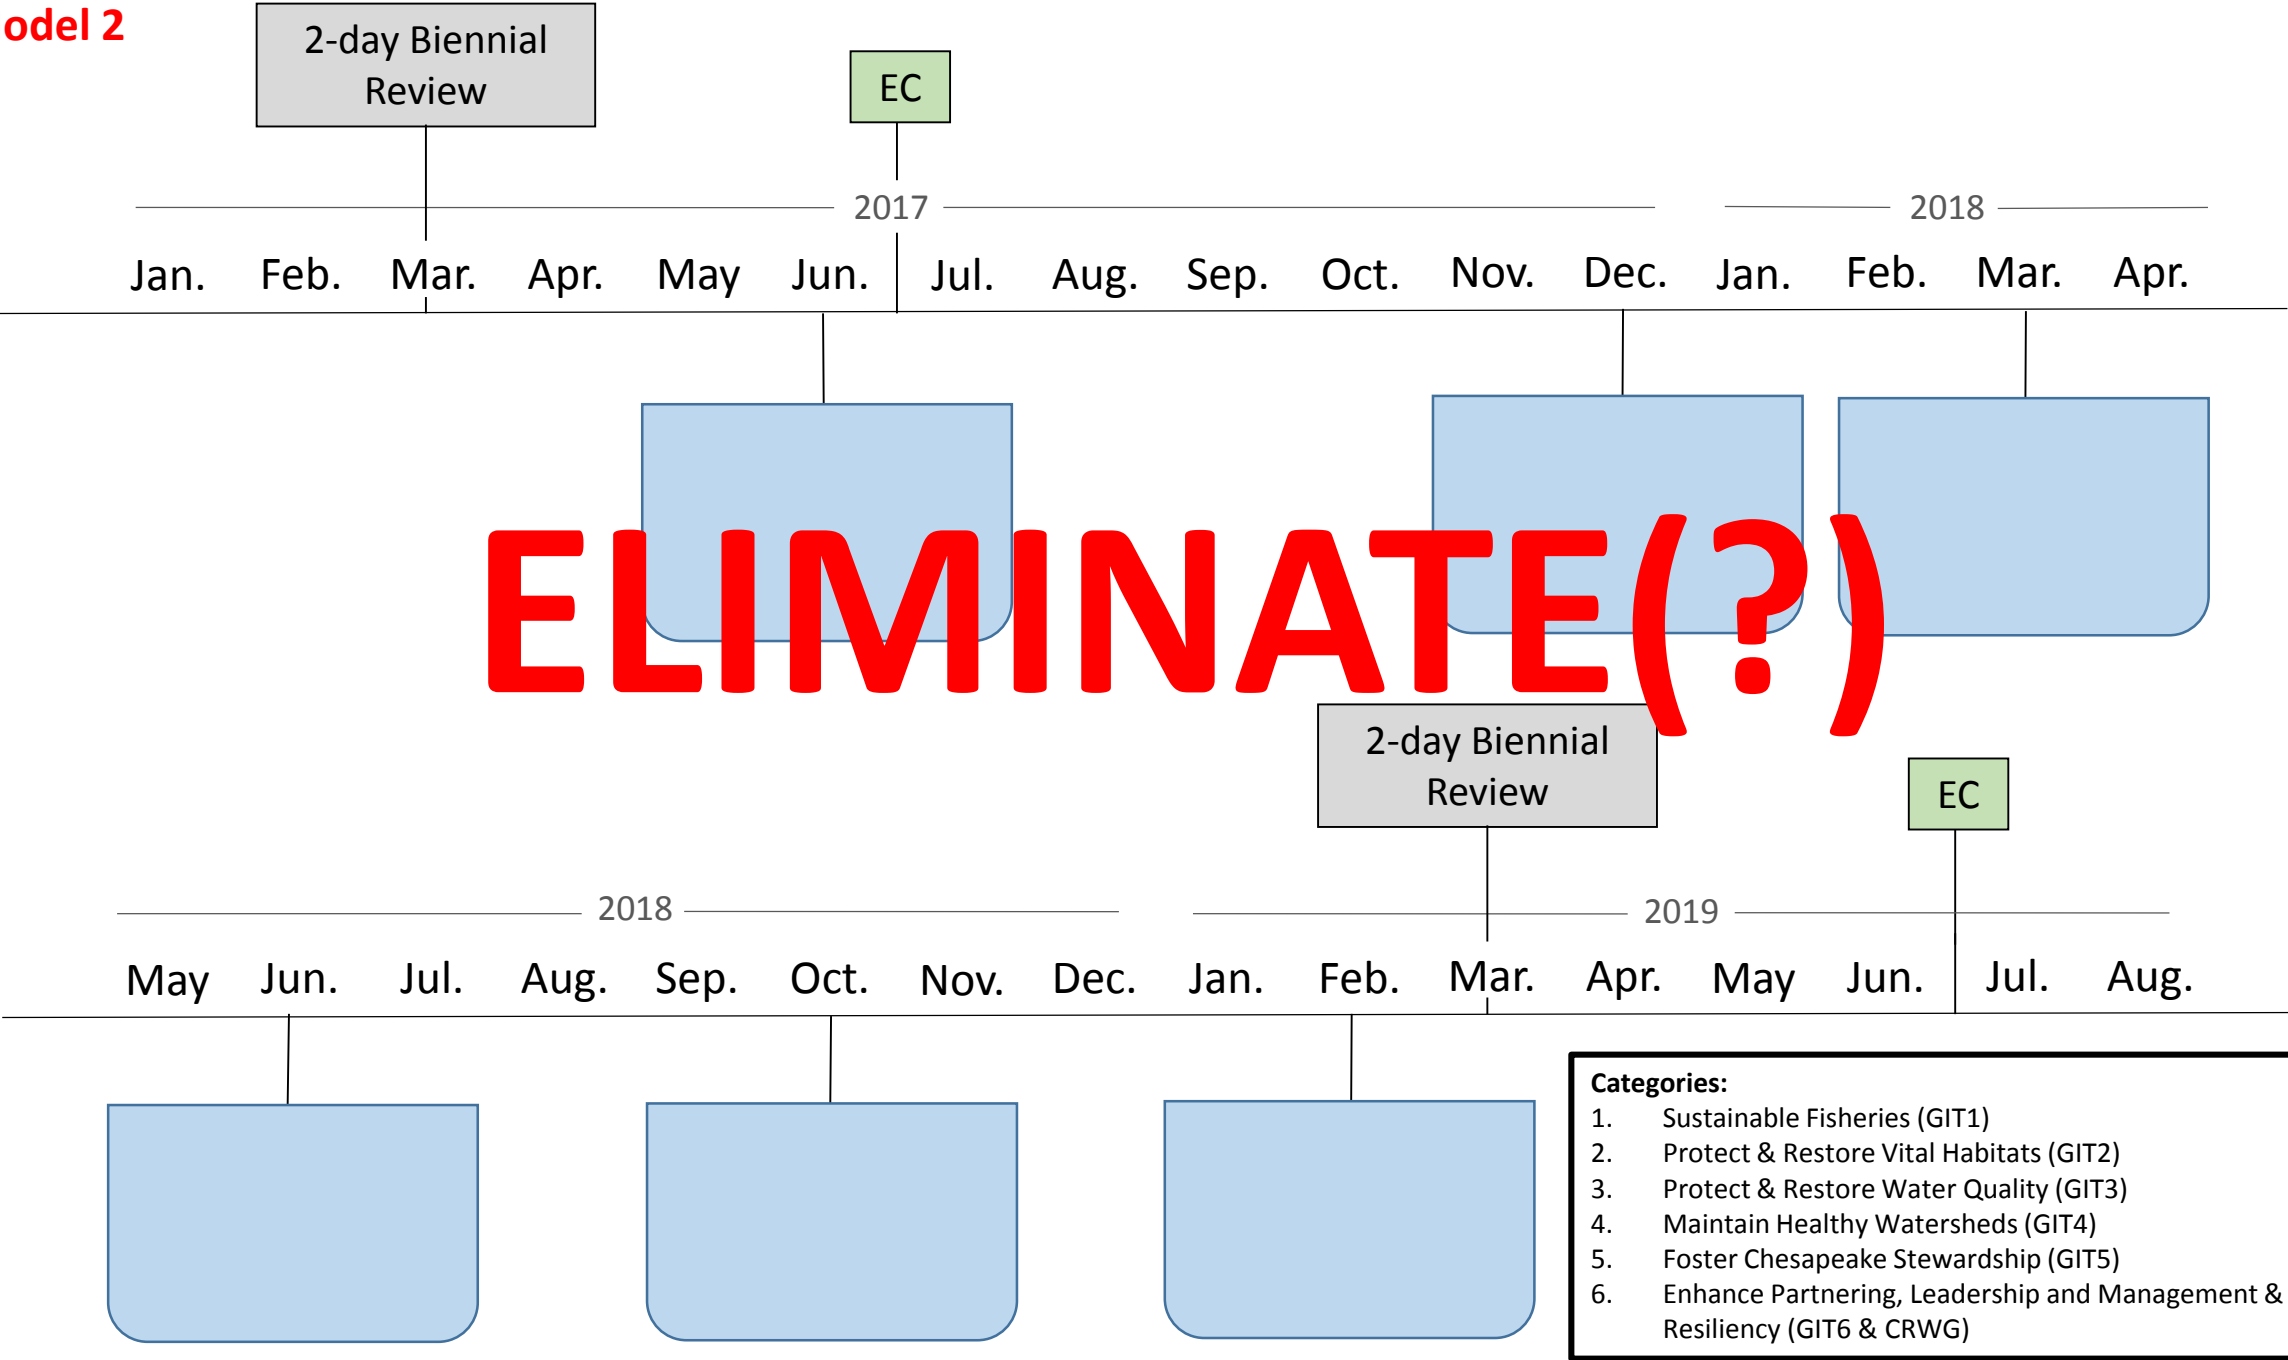 odel 2
2-day Biennial
Review
EC
2017
2018
Jan. Feb. Mar. Apr. May Jun. Jul. Aug. Sep. Oct. Nov. Dec. Jan. Feb. Mar. Apr.
ELIMINATE(?)
2-day Biennial
Review
EC
2018
2019
May Jun. Jul. Aug. Sep. Oct. Nov. Dec. Jan. Feb. Mar. Apr. May Jun. Jul. Aug.
Categories:
1. Sustainable Fisheries (GIT1)
2. Protect & Restore Vital Habitats (GIT2)
3. Protect & Restore Water Quality (GIT3)
4. Maintain Healthy Watersheds (GIT4)
5. Foster Chesapeake Stewardship (GIT5)
6. Enhance Partnering, Leadership and Management &
Resiliency (GIT6 & CRWG)